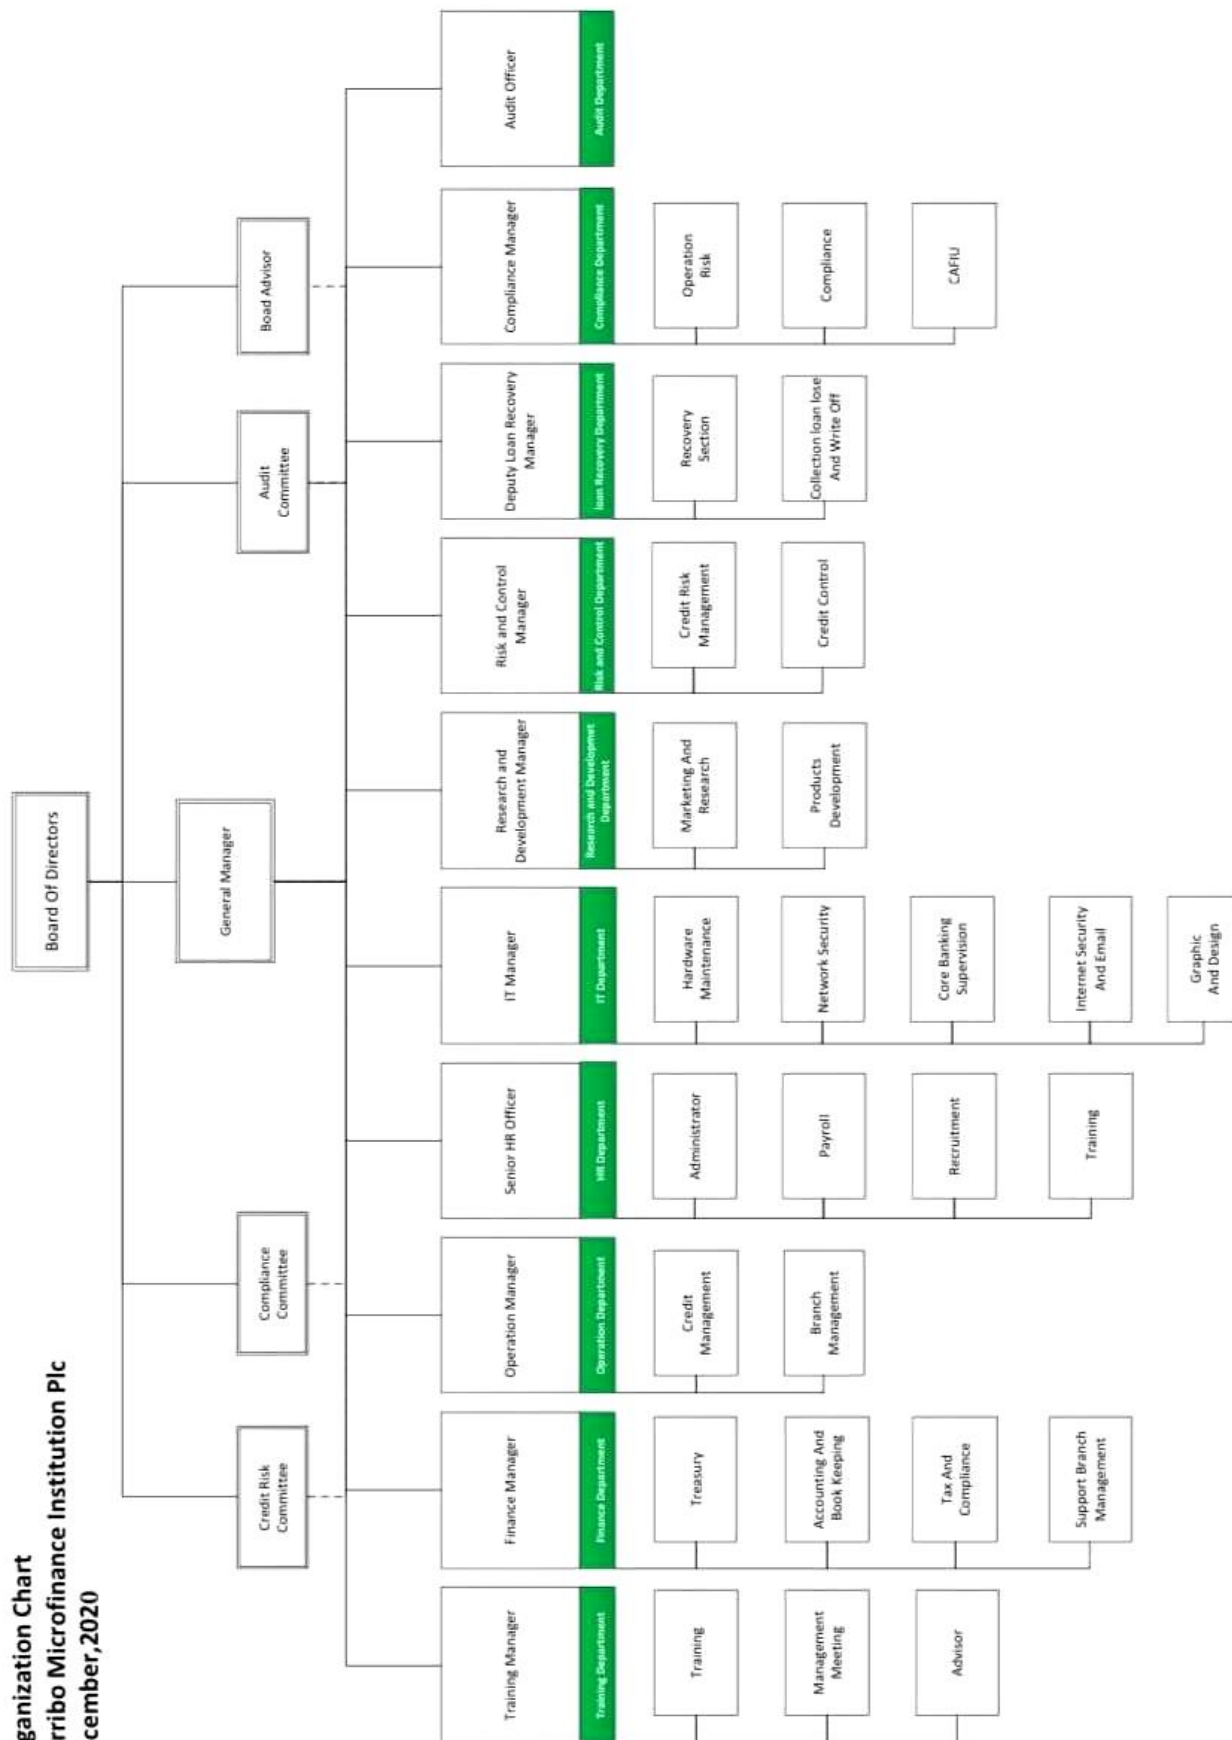 ganization Chart
rribo Microfinance Institution Plc
cember,2020
Board Of Directors
General Manager
Credit Risk
Committee
Compliance
Committee
Audit
Committee
Boad Advisor
Training Manager
Training Department
Training
Management
Meeting
Advisor
Finance Manager
Finance Department
Treasury
Accounting And
Book Keeping
Tax And
Compliance
Support Branch
Management
Operation Manager
Operation Department
Credit
Management
Branch
Management
Senior HR Officer
HR Department
Administrator
Payroll
Recruitment
Training
IT Manager
IT Department
Hardware
Maintenance
Network Security
Core Banking
Supervision
Internet Security
And Email
Graphic
And Design
Research and
Development Manager
Research and Developmet
Department
Marketing And
Research
Products
Development
Risk and Control
Manager
Risk and Control Department
Credit Risk
Management
Credit Control
Deputy Loan Recovery
Manager
loan Recovery Department
Recovery
Section
Collection loan lose
And Write Off
Compliance Manager
Compliance Department
Operation
Risk
Compliance
CAFIU
Audit Officer
Audit Department